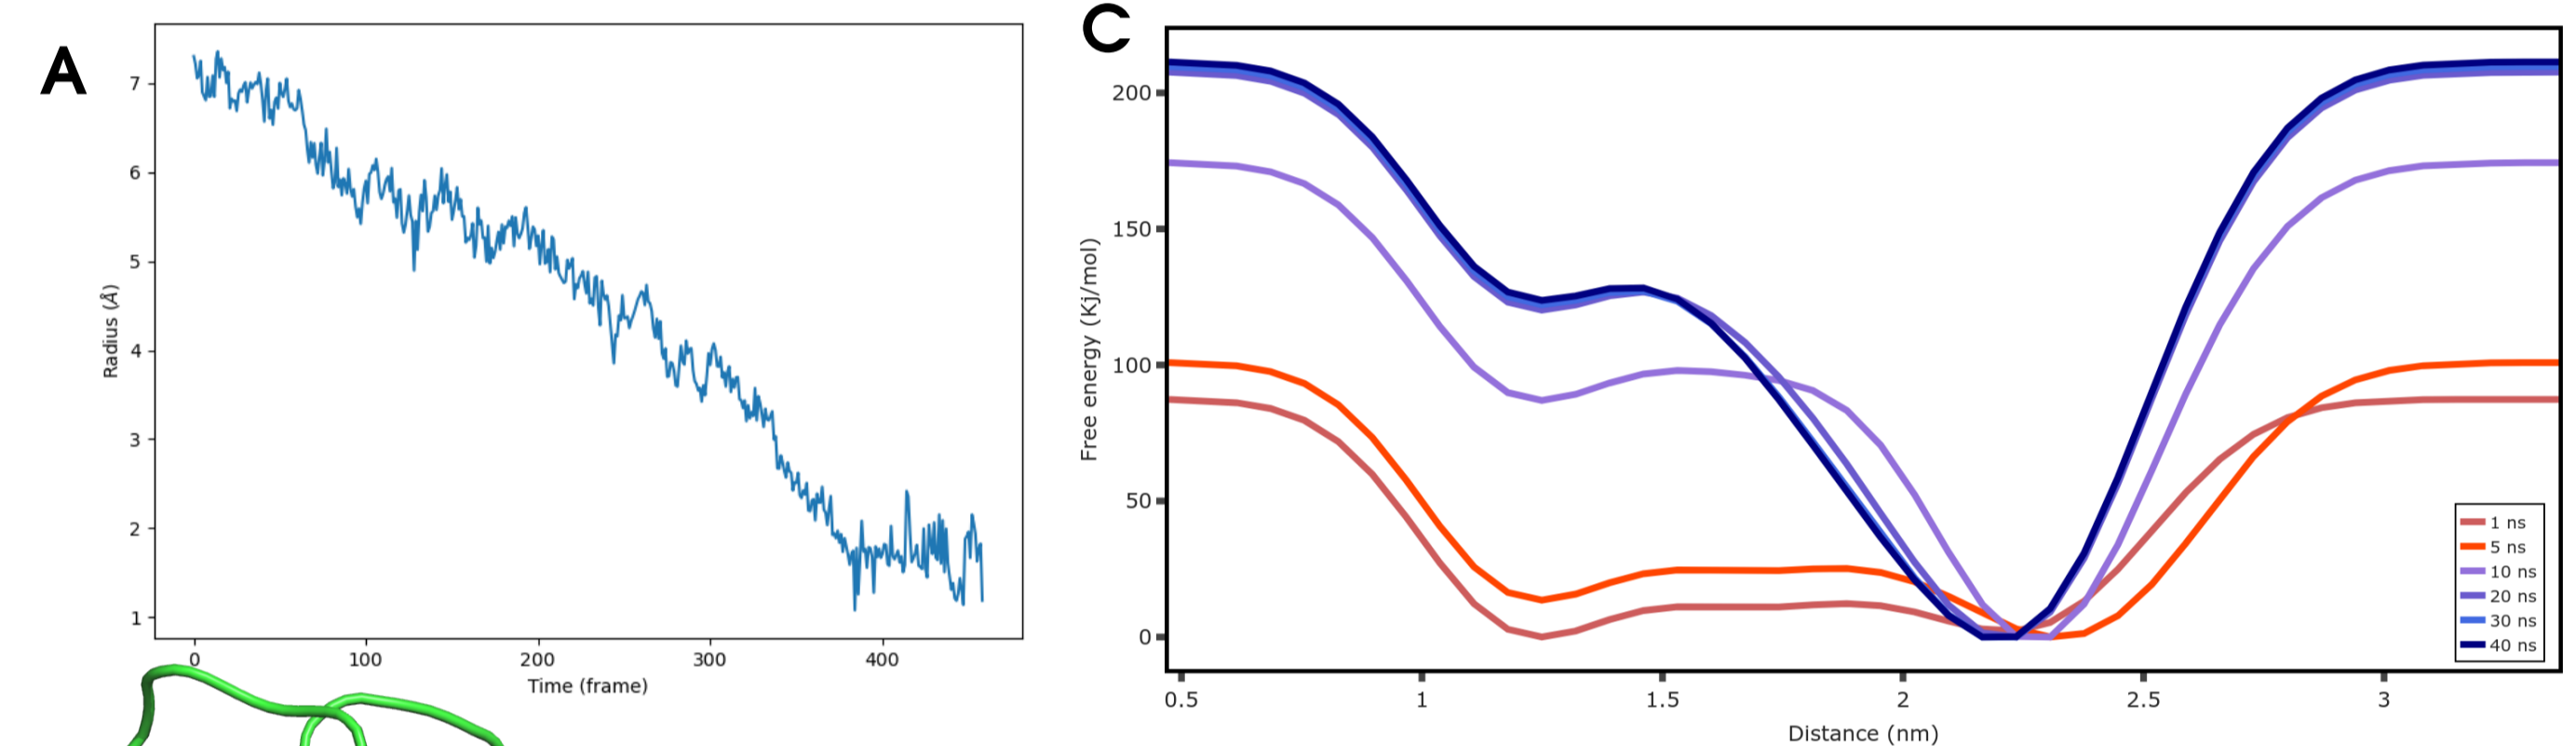 A
7
6
5
4
3
2
1
Radius (Å)
0 100 200 300 400
Time (frame)
C
200
150
100
50
0
Free energy (Kj/mol)
1 ns
5 ns
10 ns
20 ns
30 ns
40 ns
0.5 1 1.5 2 2.5 3
Distance (nm)